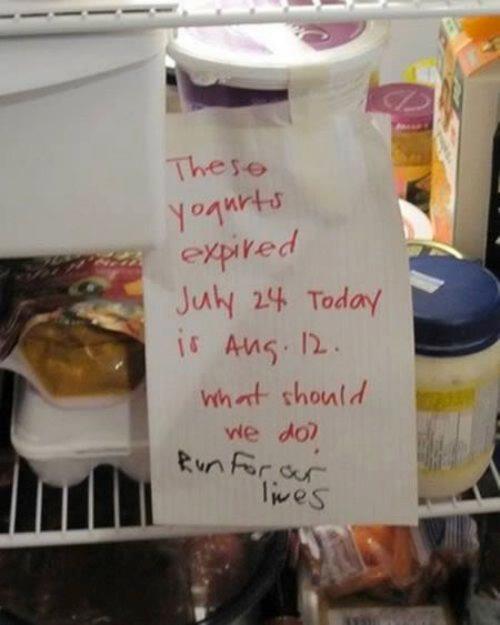 These
yogurts
expired
July 24 Today
is Aug. 12.
what should
we do?
Run For our
lives